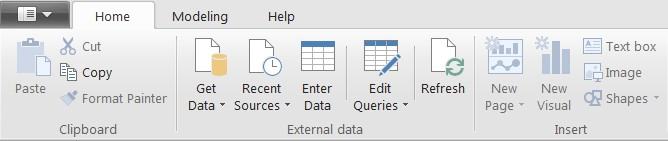 Home Modeling Help
Paste
Cut
Copy
Format Painter
Clipboard
Get Data
Recent Sources
Enter Data
Edit Queries
Refresh
External data
New Page
New Visual
Text box
Image
Shapes
Insert